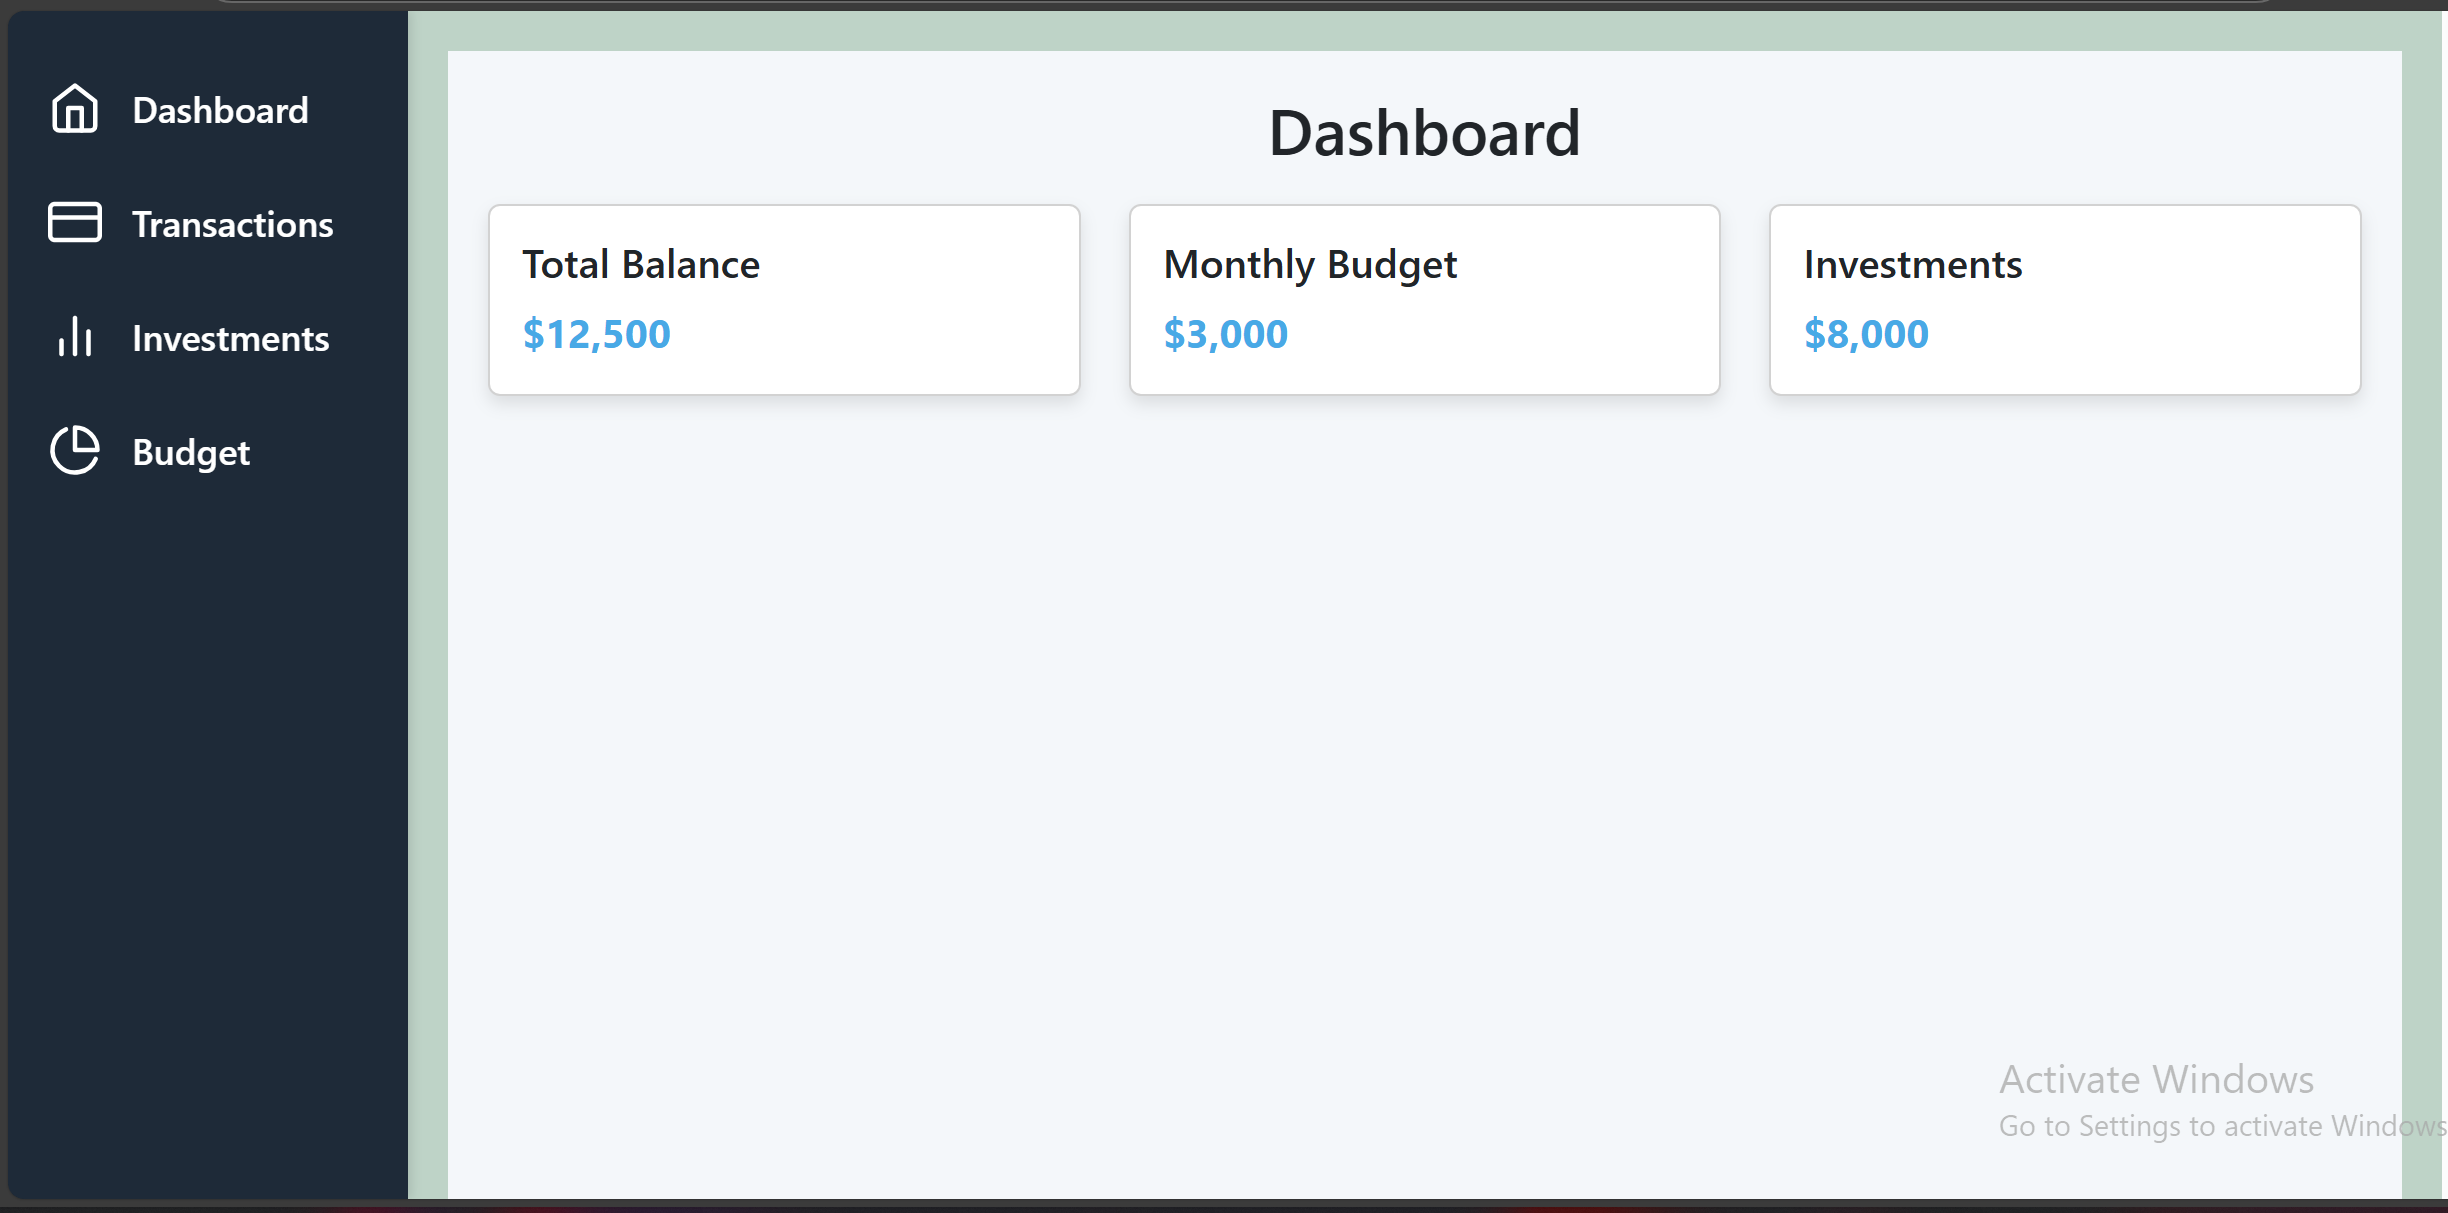 Dashboard
Transactions
Investments
Budget
Dashboard
Total Balance
$12,500
Monthly Budget
$3,000
Investments
$8,000
Activate Windows
Go to Settings to activate Windows